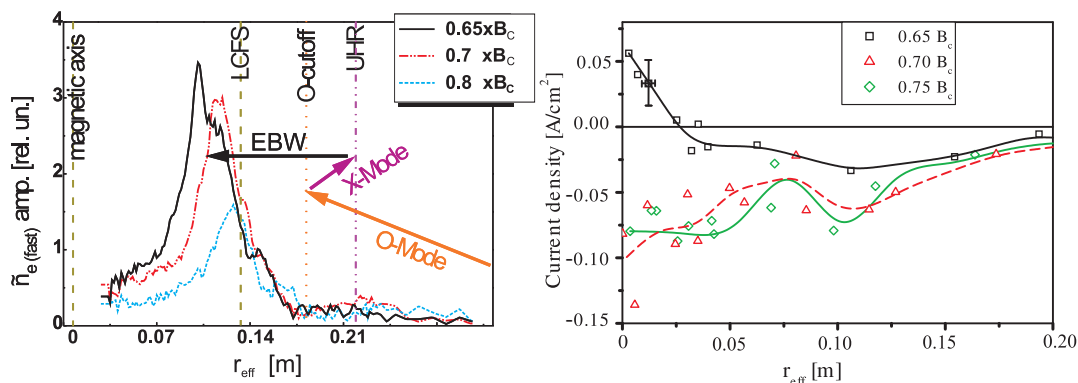 ñe (fast) amp. [rel. un.]
4
3
2
1
0
0
0.07
0.14
0.21
reff [m]
magnetic axis
LCFS
O-cutoff
UHR
EBW
X-Mode
O-Mode
0.65xBC
0.7 xBC
0.8 xBC
Current density [A/cm2]
0.05
0.00
-0.05
-0.10
-0.15
0
0.05
0.10
0.15
0.20
reff [m]
0.65 Bc
0.70 Bc
0.75 Bc